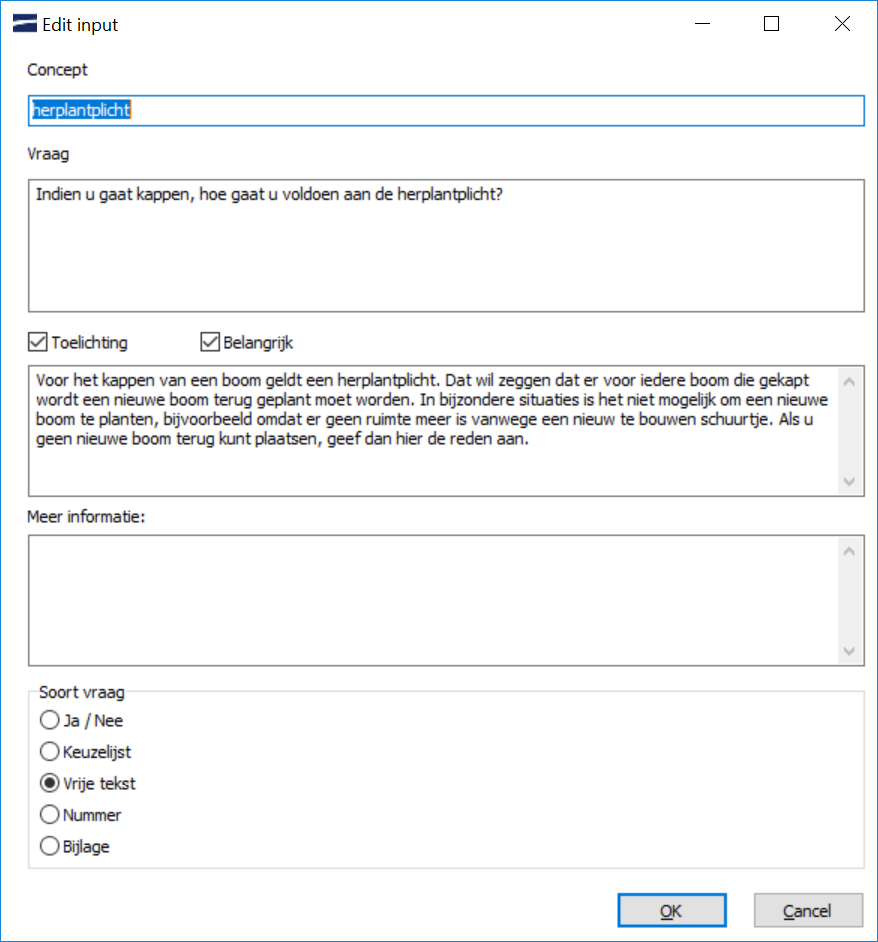 Edit input
Concept
herplantplicht
Vraag
Indien u gaat kappen, hoe gaat u voldoen aan de herplantplicht?
Toelichting Belangrijk
Voor het kappen van een boom geldt een herplantplicht. Dat wil zeggen dat er voor iedere boom die gekapt
wordt een nieuwe boom terug geplant moet worden. In bijzondere situaties is het niet mogelijk om een nieuwe
boom te planten, bijvoorbeeld omdat er geen ruimte meer is vanwege een nieuw te bouwen schuurtje. Als u
geen nieuwe boom terug kunt plaatsen, geef dan hier de reden aan.
Meer informatie:
Soort vraag
Ja / Nee
Keuzelijst
Vrije tekst
Nummer
Bijlage
OK Cancel